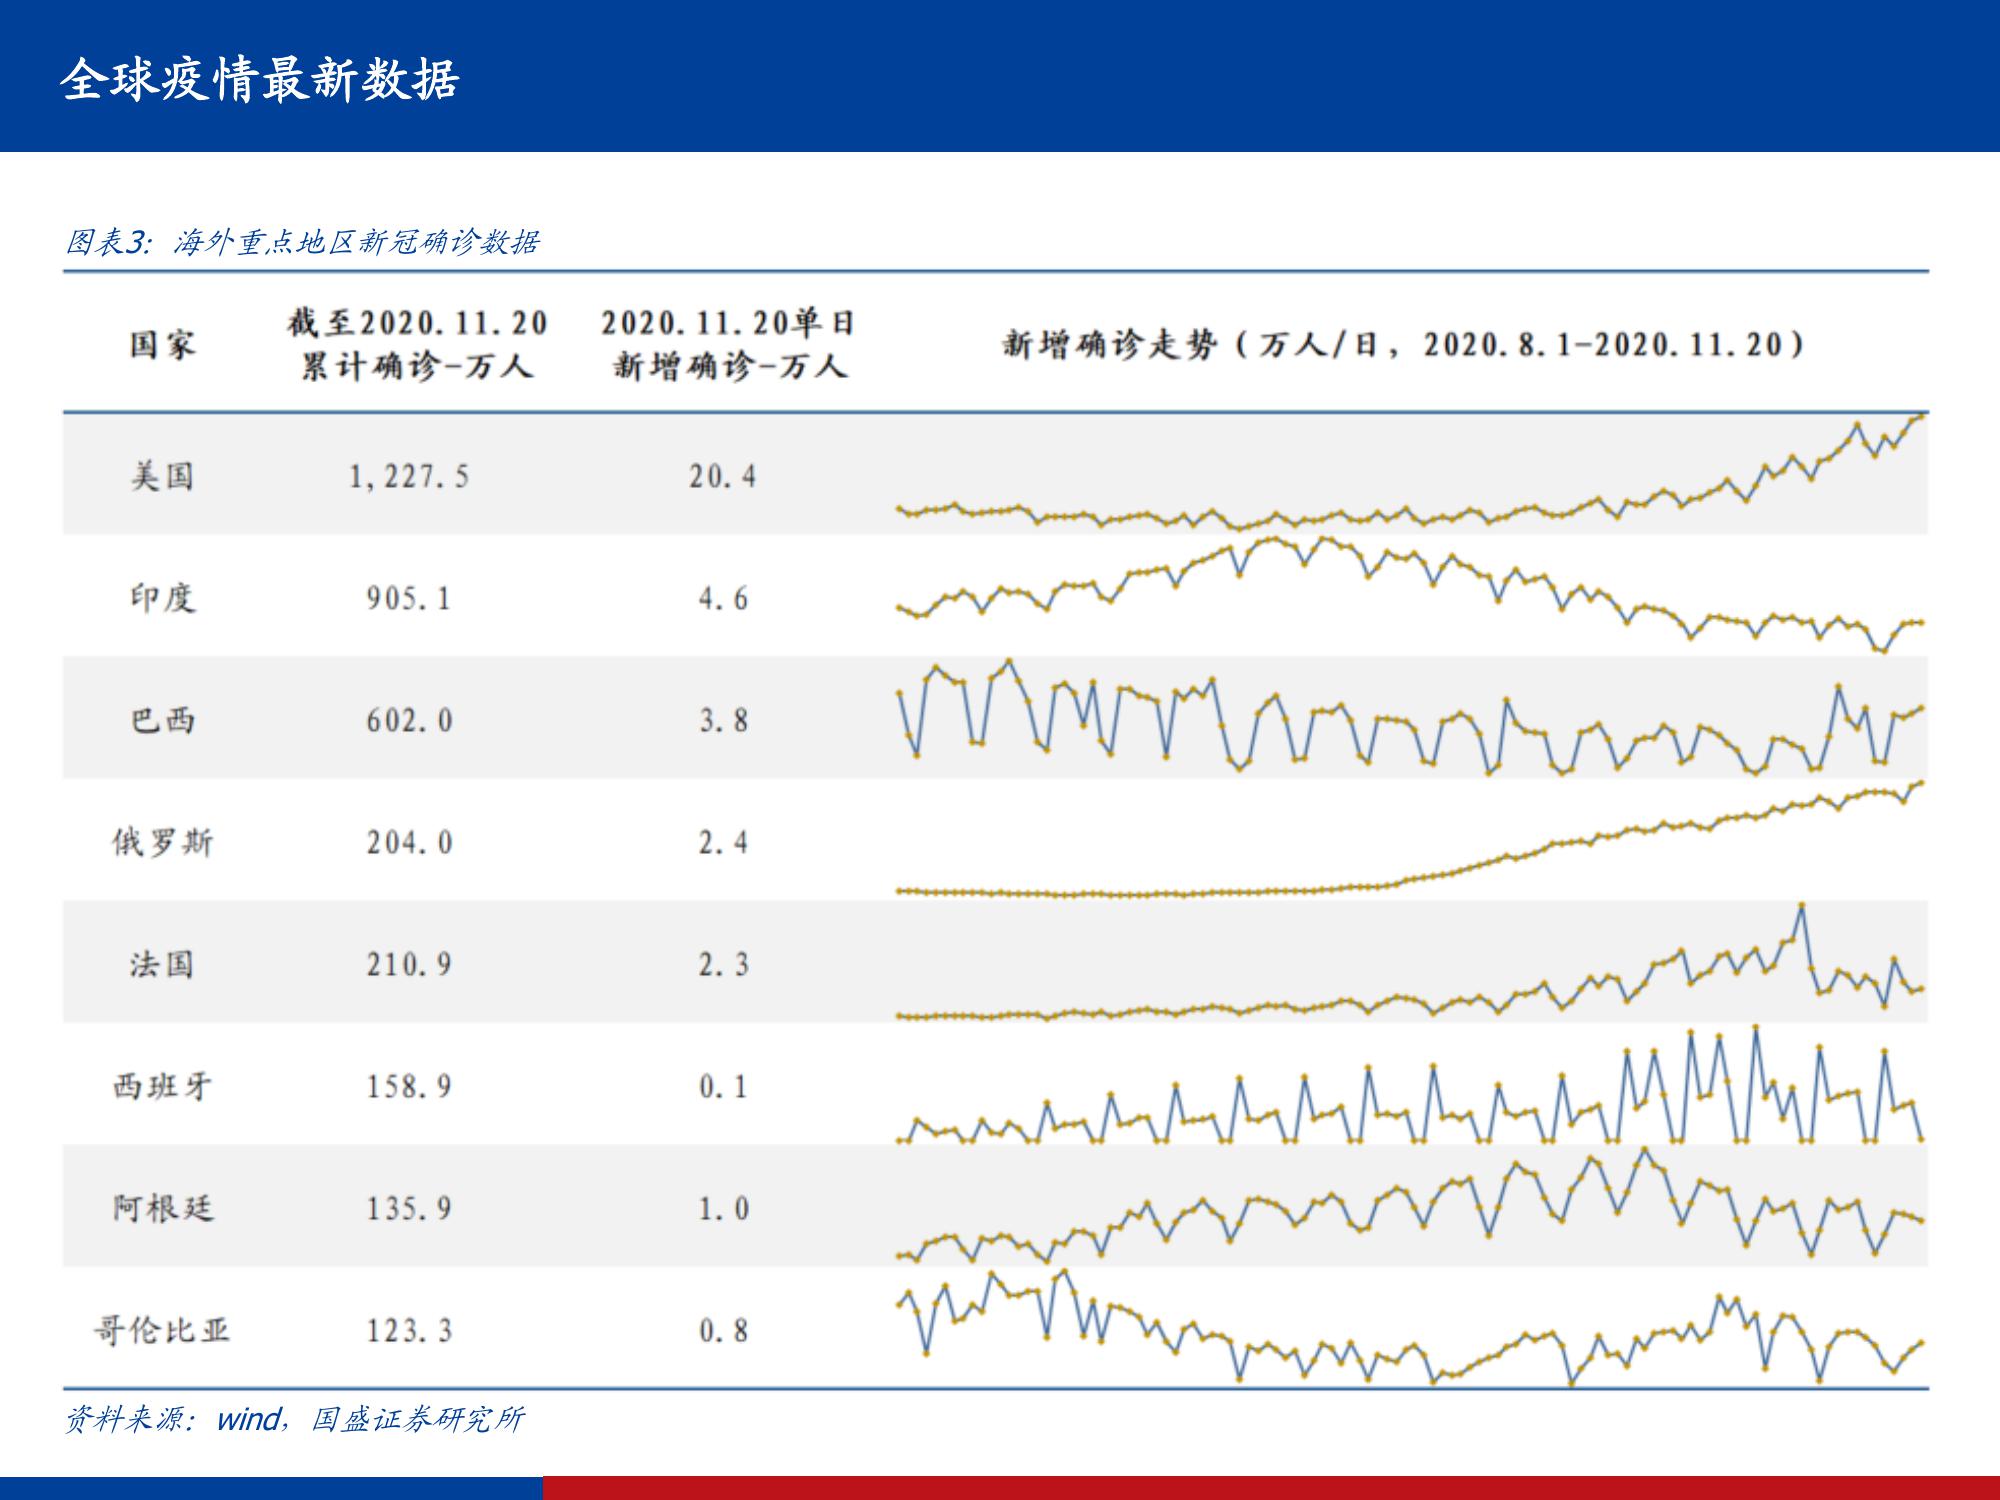 全球疫情最新数据
图表3：海外重点地区新冠确诊数据
国家 截至2020.11.20 累计确诊-万人 2020.11.20单日 新增确诊-万人 新增确诊走势（万人/日，2020.8.1-2020.11.20）
美国 1,227.5 20.4
印度 905.1 4.6
巴西 602.0 3.8
俄罗斯 204.0 2.4
法国 210.9 2.3
西班牙 158.9 0.1
阿根廷 135.9 1.0
哥伦比亚 123.3 0.8
资料来源：wind，国盛证券研究所